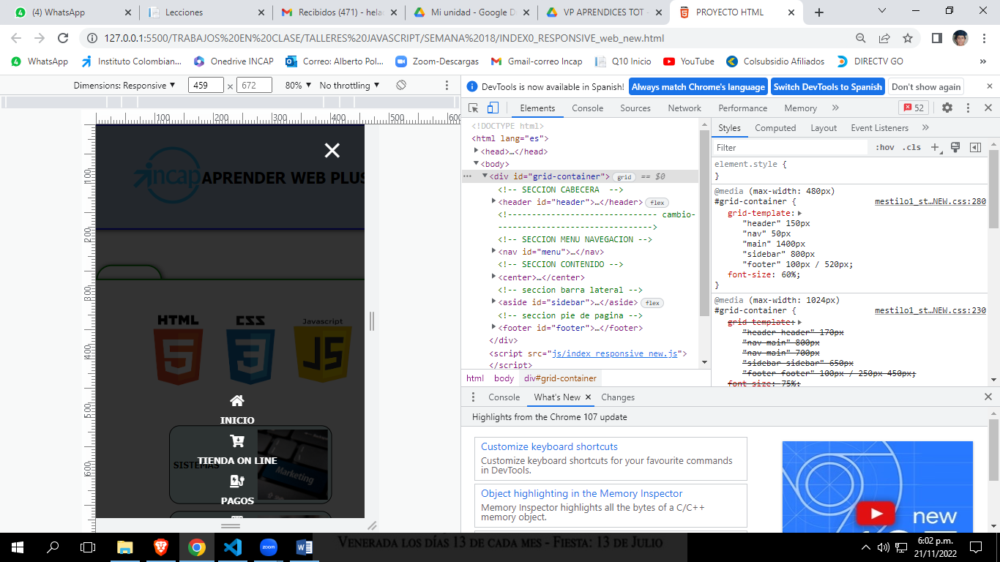 (4) WhatsApp
Lecciones
Recibidos (471) - hela
Mi unidad - Google D
VP APRENDICES TOT -
PROYECTO HTML
127.0.0.1:5500/TRABAJOS%20EN%20CLASE/TALLERES%20JAVASCRIPT/SEMANA%2018/INDEX0_RESPONSIVE_web_new.html
WhatsApp
Instituto Colombian...
Onedrive INCAP
Correo: Alberto Pol...
Zoom-Descargas
Gmail-correo Incap
Q10 Inicio
YouTube
Colsubsidio Afiliados
DIRECTV GO
»
Dimensions: Responsive ▼ 459 × 672 80% ▼ No throttling ▼
100 200 300 400 500 600
100
200
300
400
500
600
incap APRENDER WEB PLUS
HTML
5
CSS
3
Javascript
JS
INICIO
TIENDA ON LINE
SISTEMAS
Marketing
PAGOS
DevTools is now available in Spanish! Always match Chrome's language Switch DevTools to Spanish Don't show again
Elements Console Sources Network Performance Memory » 52
<!DOCTYPE html>
<html lang="es">
<head>…</head>
<body>
<div id="grid-container"> grid == $0
<!-- SECCION CABECERA  -->
<header id="header">…</header> flex
<!------------------------------- cambio-
--------------------------------->
<!-- SECCION MENU NAVEGACION -->
<nav id="menu">…</nav>
<!-- SECCION CONTENIDO -->
<center>…</center>
<!-- seccion barra lateral -->
<aside id="sidebar">…</aside> flex
<!-- seccion pie de pagina -->
<footer id="footer">…</footer>
</div>
<script src="js/index_responsive_new.js">
</script>
html body div#grid-container
Styles Computed Layout Event Listeners »
Filter :hov .cls
element.style {
}
@media (max-width: 480px)
#grid-container { mestilo1_st…NEW.css:280
grid-template:
"header" 150px
"nav" 50px
"main" 1400px
"sidebar" 800px
"footer" 100px / 520px;
font-size: 60%;
}
@media (max-width: 1024px)
#grid-container { mestilo1_st…NEW.css:230
grid-template:
"header header" 170px
"nav main" 800px
"nav main" 700px
"sidebar sidebar" 650px
"footer footer" 100px / 250px 450px;
font-size: 75%;
Console What's New Changes
Highlights from the Chrome 107 update
Customize keyboard shortcuts
Customize keyboard shortcuts for your favourite commands
in DevTools.
Object highlighting in the Memory Inspector
Memory Inspector highlights all the bytes of a C/C++
memory object.
new
Venerada los días 13 de cada mes - Fiesta: 13 de Julio
zoom
6:02 p.m.
21/11/2022